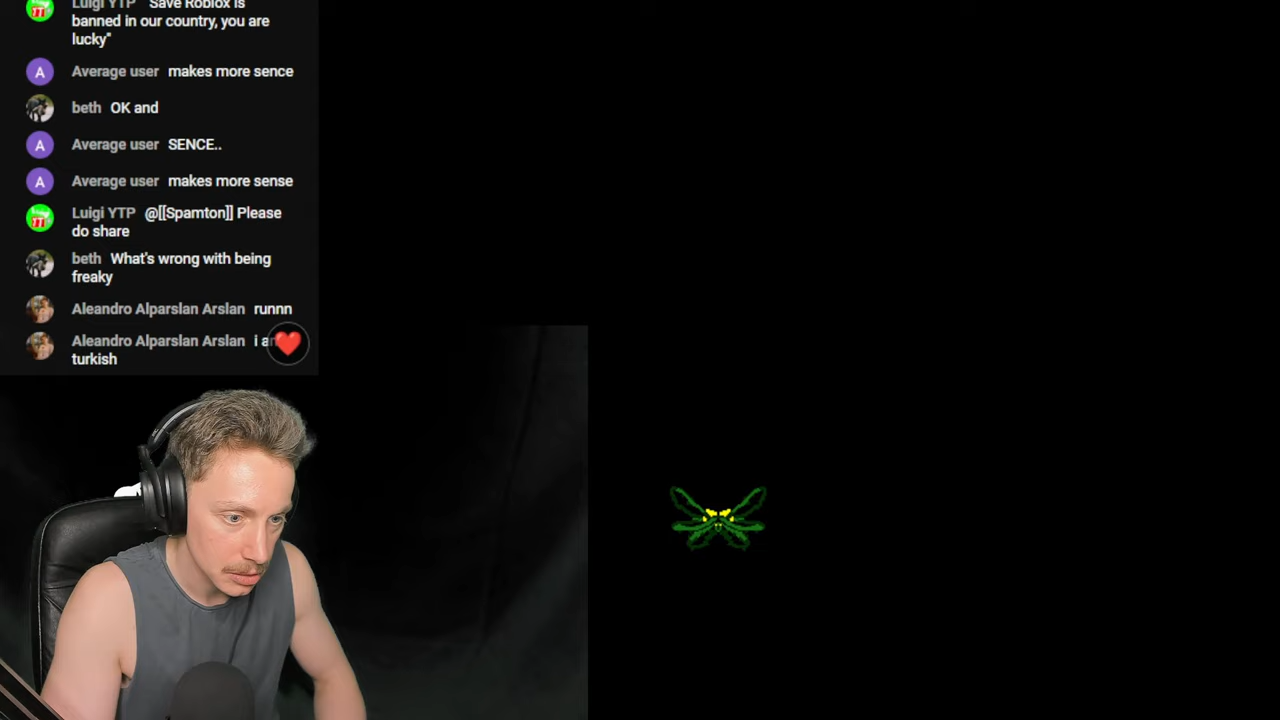 Luigi YTP "Save Roblox is
banned in our country, you are
lucky"
A Average user makes more sence
beth OK and
A Average user SENCE..
A Average user makes more sense
Luigi YTP @[[Spamton]] Please
do share
beth What's wrong with being
freaky
Aleandro Alparslan Arslan runnn
Aleandro Alparslan Arslan i
turkish